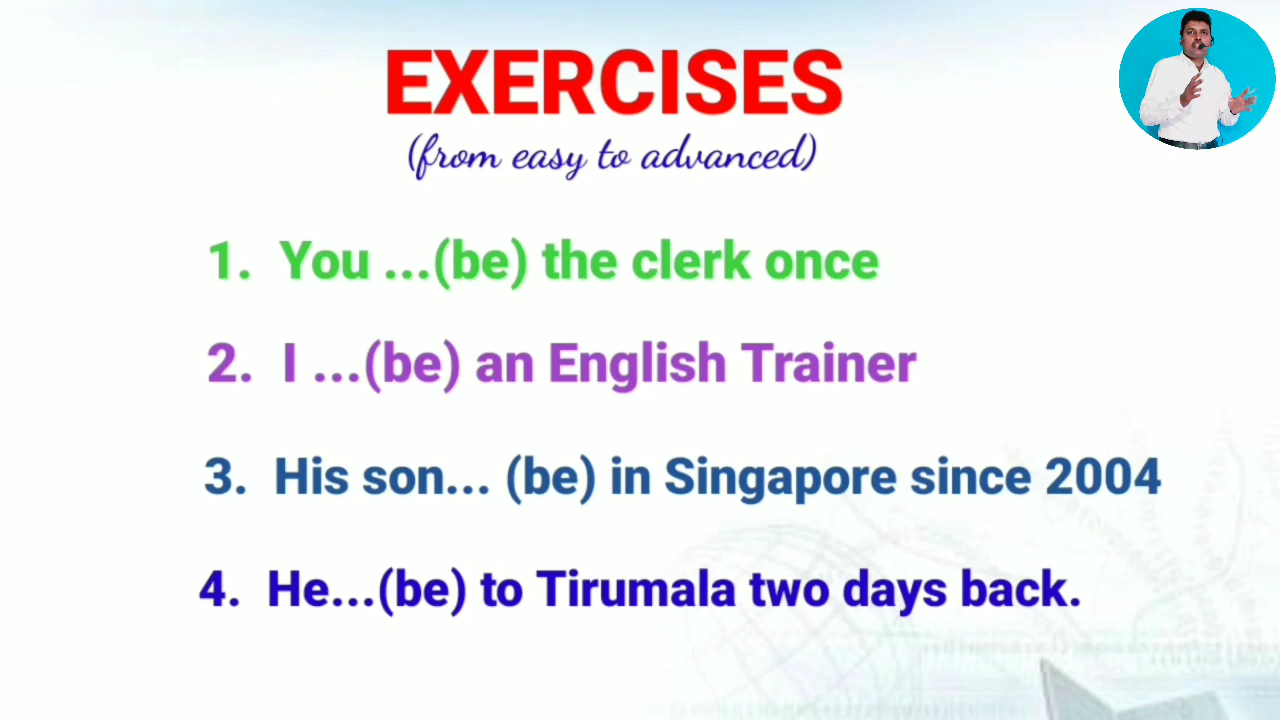 EXERCISES
(from easy to advanced)
1. You ...(be) the clerk once
2. I ...(be) an English Trainer
3. His son... (be) in Singapore since 2004
4. He...(be) to Tirumala two days back.